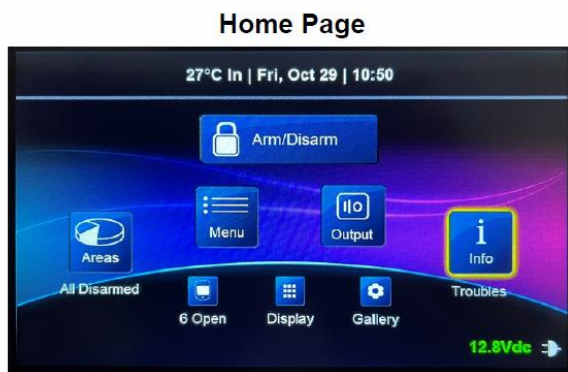 Home Page
27°C In | Fri, Oct 29 | 10:50
Arm/Disarm
Menu
Output
Areas
Info
All Disarmed
Troubles
6 Open
Display
Gallery
12.8Vdc